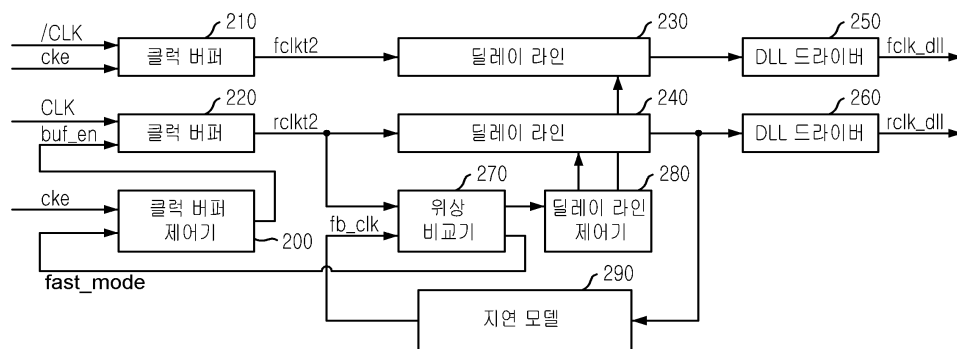 /CLK
cke
210
클럭 버퍼
fclkt2
230
딜레이 라인
250
DLL 드라이버
fclk_dll
CLK
buf_en
220
클럭 버퍼
rclkt2
240
딜레이 라인
260
DLL 드라이버
rclk_dll
cke
클럭 버퍼
제어기
200
fast_mode
fb_clk
270
위상
비교기
280
딜레이 라인
제어기
290
지연 모델